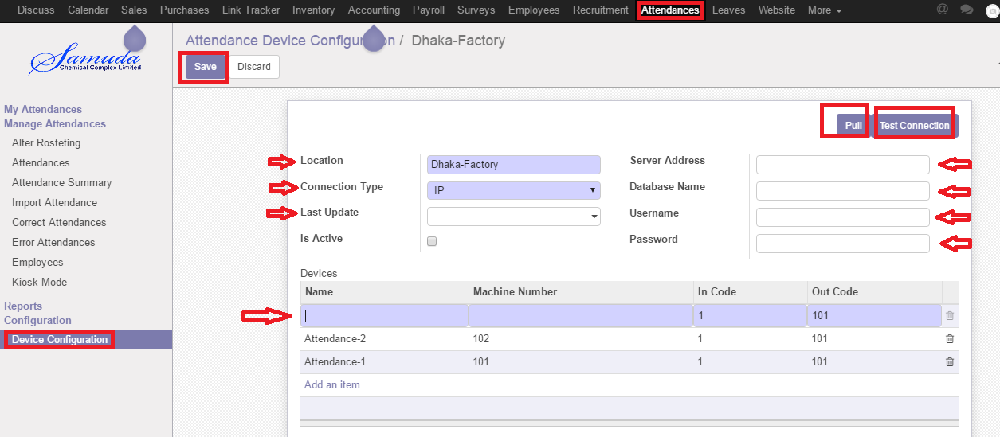 Discuss Calendar Sales Purchases Link Tracker Inventory Accounting Payroll Surveys Employees Recruitment Attendances Leaves Website More @
Samuda
Chemical Complex Limited
Attendance Device Configuration / Dhaka-Factory
Save Discard
My Attendances
Manage Attendances
Alter Rosteting
Attendances
Attendance Summary
Import Attendance
Correct Attendances
Error Attendances
Employees
Kiosk Mode
Reports
Configuration
Device Configuration
Pull Test Connection
Location Dhaka-Factory Server Address
Connection Type IP Database Name
Last Update Username
Is Active Password
Devices
Name Machine Number In Code Out Code
1 101
Attendance-2 102 1 101
Attendance-1 101 1 101
Add an item